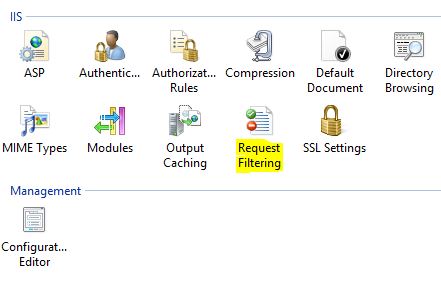 IIS
ASP
Authentic...
Authorizat...
Rules
Compression
Default
Document
Directory
Browsing
MIME Types
Modules
Output
Caching
Request
Filtering
SSL Settings
Management
Configurat...
Editor